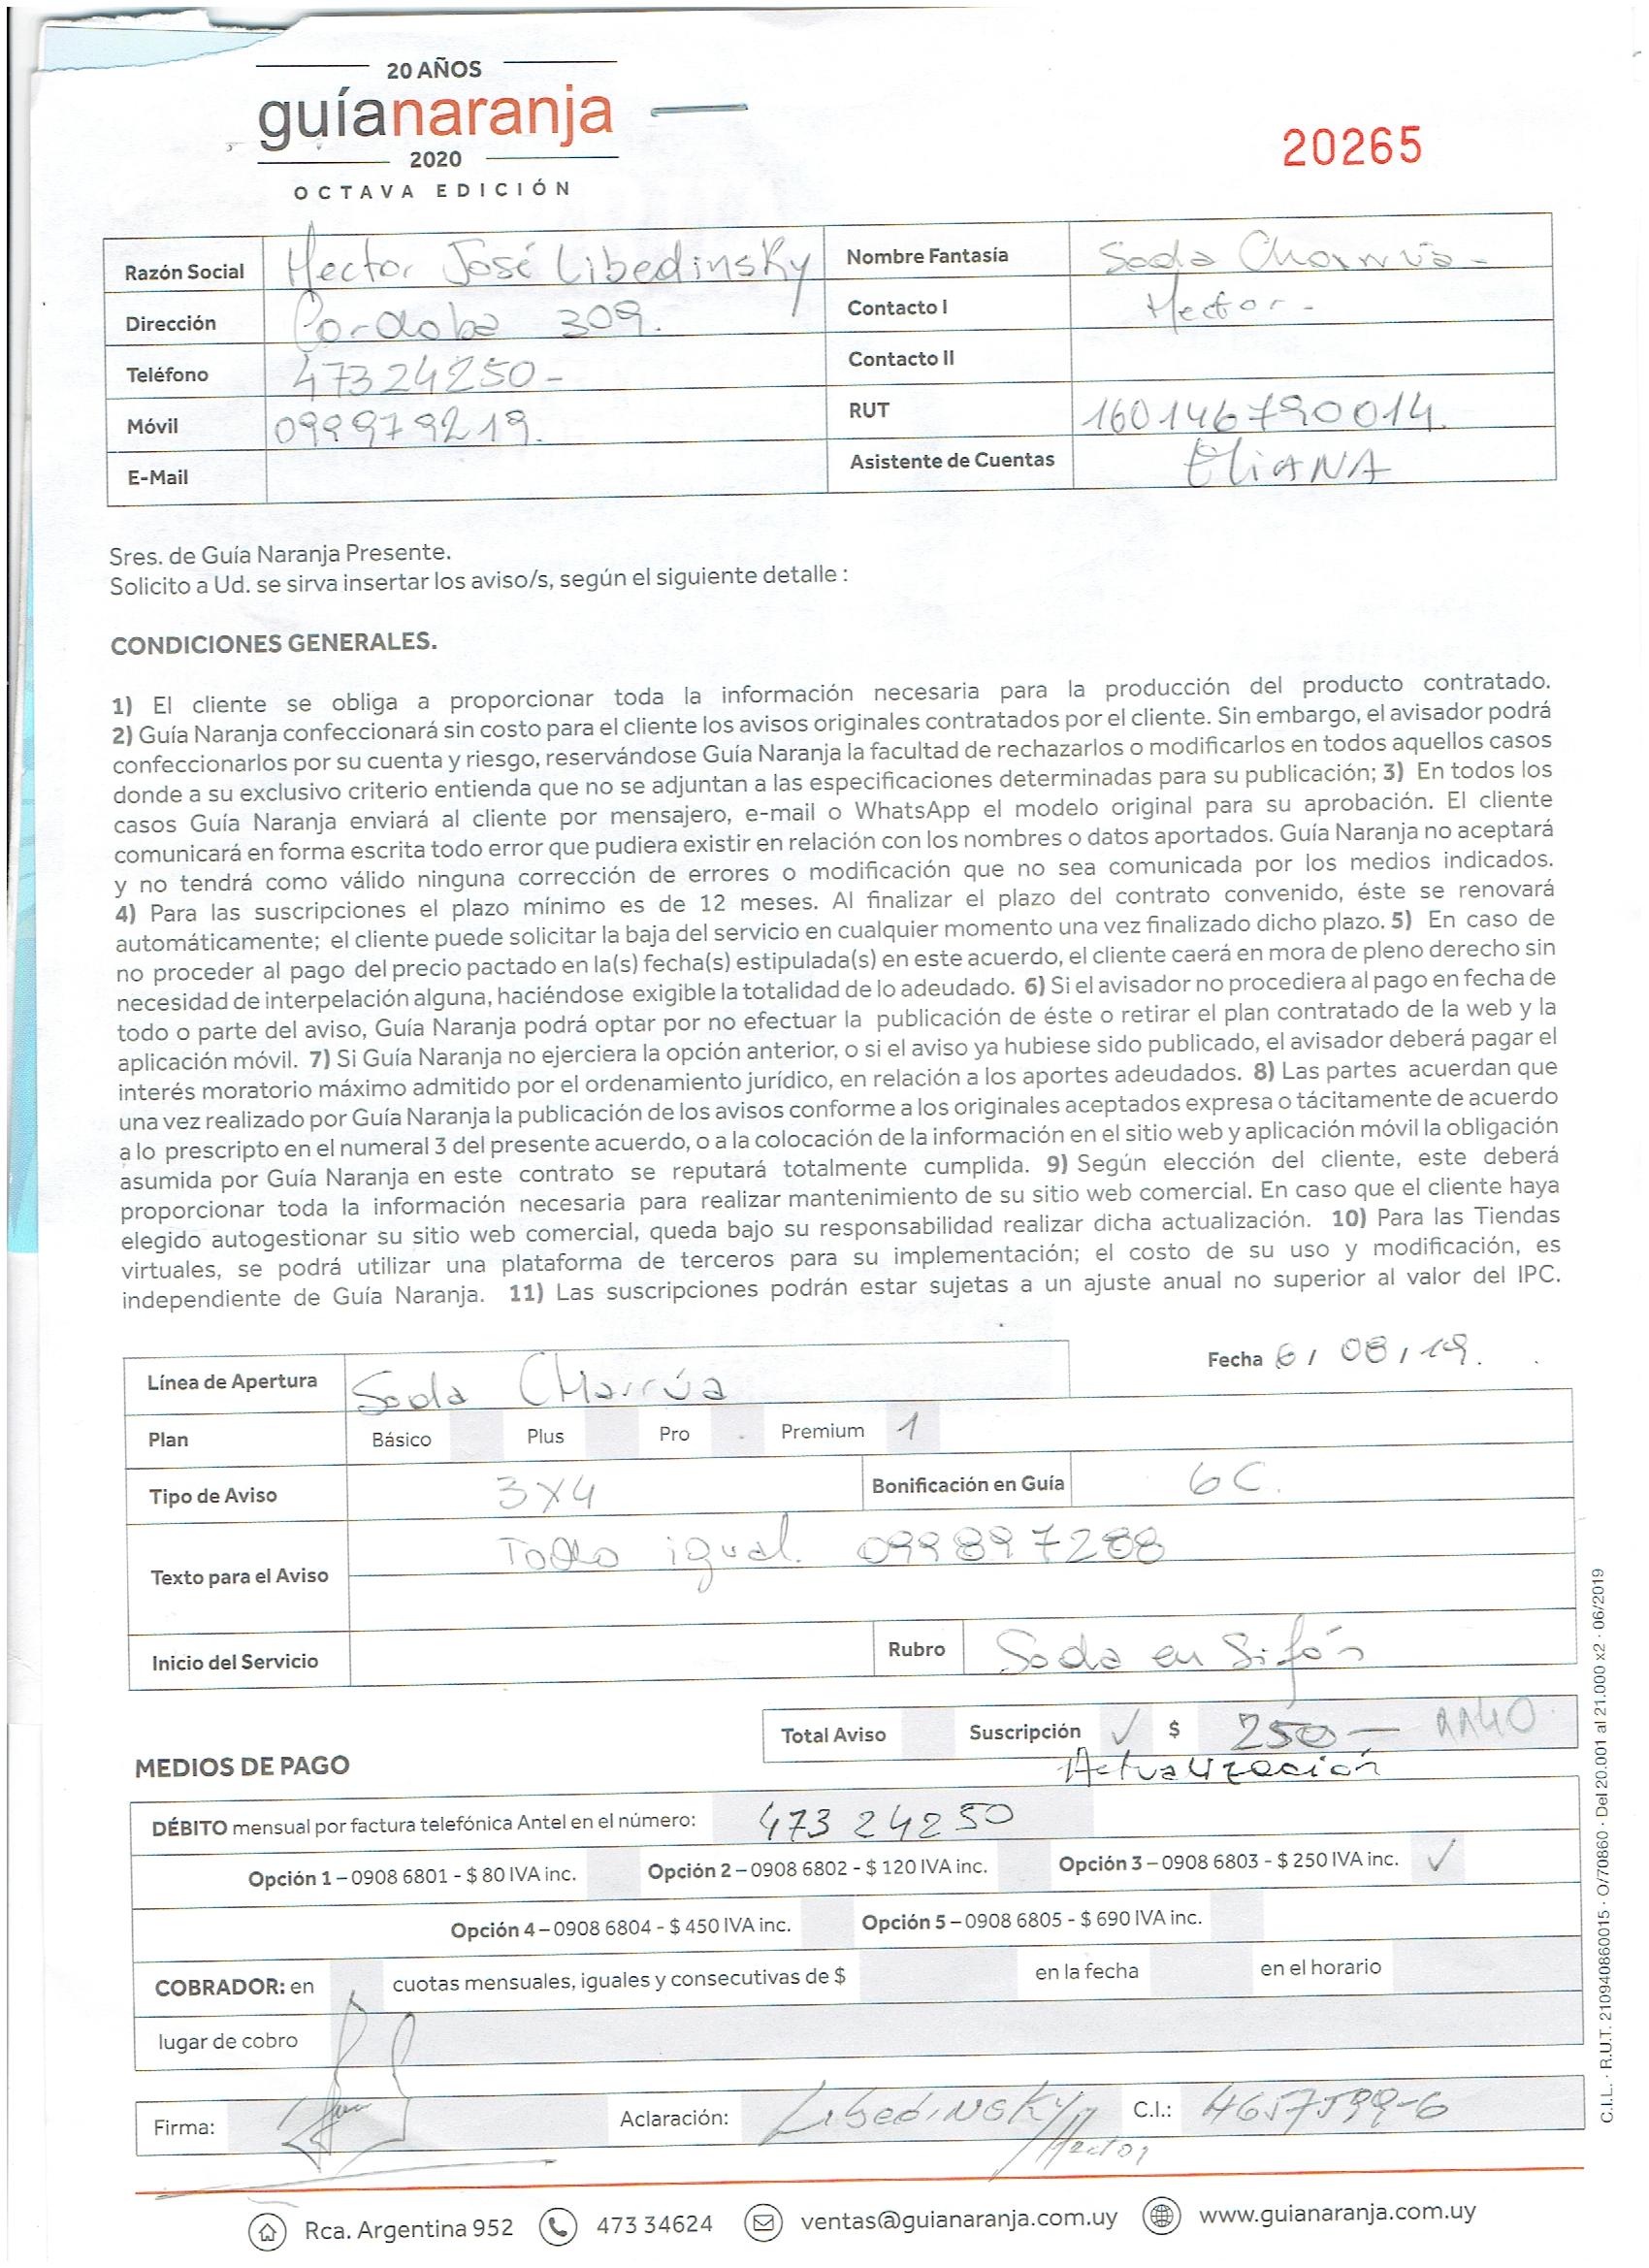 20 AÑOS
guíanaranja
2020
OCTAVA EDICIÓN
20265
Razón Social Hector José Libedinsky Nombre Fantasía Soda Charrúa-
Dirección Cordoba 309. Contacto I Hector-
Teléfono 47324250- Contacto II
Móvil 099979219. RUT 160146790014.
E-Mail Asistente de Cuentas ELiANA
Sres. de Guía Naranja Presente.
Solicito a Ud. se sirva insertar los aviso/s, según el siguiente detalle :
CONDICIONES GENERALES.
1) El cliente se obliga a proporcionar toda la información necesaria para la producción del producto contratado.
2) Guía Naranja confeccionará sin costo para el cliente los avisos originales contratados por el cliente. Sin embargo, el avisador podrá
confeccionarlos por su cuenta y riesgo, reservándose Guía Naranja la facultad de rechazarlos o modificarlos en todos aquellos casos
donde a su exclusivo criterio entienda que no se adjuntan a las especificaciones determinadas para su publicación; 3) En todos los
casos Guía Naranja enviará al cliente por mensajero, e-mail o WhatsApp el modelo original para su aprobación. El cliente
comunicará en forma escrita todo error que pudiera existir en relación con los nombres o datos aportados. Guía Naranja no aceptará
y no tendrá como válido ninguna corrección de errores o modificación que no sea comunicada por los medios indicados.
4) Para las suscripciones el plazo mínimo es de 12 meses. Al finalizar el plazo del contrato convenido, éste se renovará
automáticamente; el cliente puede solicitar la baja del servicio en cualquier momento una vez finalizado dicho plazo. 5) En caso de
no proceder al pago del precio pactado en la(s) fecha(s) estipulada(s) en este acuerdo, el cliente caerá en mora de pleno derecho sin
necesidad de interpelación alguna, haciéndose exigible la totalidad de lo adeudado. 6) Si el avisador no procediera al pago en fecha de
todo o parte del aviso, Guía Naranja podrá optar por no efectuar la publicación de éste o retirar el plan contratado de la web y la
aplicación móvil. 7) Si Guía Naranja no ejerciera la opción anterior, o si el aviso ya hubiese sido publicado, el avisador deberá pagar el
interés moratorio máximo admitido por el ordenamiento jurídico, en relación a los aportes adeudados. 8) Las partes acuerdan que
una vez realizado por Guía Naranja la publicación de los avisos conforme a los originales aceptados expresa o tácitamente de acuerdo
a lo prescripto en el numeral 3 del presente acuerdo, o a la colocación de la información en el sitio web y aplicación móvil la obligación
asumida por Guía Naranja en este contrato se reputará totalmente cumplida. 9) Según elección del cliente, este deberá
proporcionar toda la información necesaria para realizar mantenimiento de su sitio web comercial. En caso que el cliente haya
elegido autogestionar su sitio web comercial, queda bajo su responsabilidad realizar dicha actualización. 10) Para las Tiendas
virtuales, se podrá utilizar una plataforma de terceros para su implementación; el costo de su uso y modificación, es
independiente de Guía Naranja. 11) Las suscripciones podrán estar sujetas a un ajuste anual no superior al valor del IPC.
Fecha 6 / 08 / 19.
Línea de Apertura Soda CHarrúa
Plan Básico Plus Pro Premium 1
Tipo de Aviso 3x4 Bonificación en Guía 6C.
Texto para el Aviso Todo igual. 099897288
Inicio del Servicio Rubro Soda en Sifón
Total Aviso Suscripción ✓ $ 250—
Actualización
MEDIOS DE PAGO
DÉBITO mensual por factura telefónica Antel en el número: 473 24250
Opción 1 – 0908 6801 - $ 80 IVA inc. Opción 2 – 0908 6802 - $ 120 IVA inc. Opción 3 – 0908 6803 - $ 250 IVA inc. ✓
Opción 4 – 0908 6804 - $ 450 IVA inc. Opción 5 – 0908 6805 - $ 690 IVA inc.
COBRADOR: en cuotas mensuales, iguales y consecutivas de $ en la fecha en el horario
lugar de cobro
Firma: Aclaración: Libedinsky Hector C.I.: 4657599-6
Rca. Argentina 952 473 34624 ventas@guianaranja.com.uy www.guianaranja.com.uy
C.I.L. · R.U.T. 210940860015 · O/70860 · Del 20.001 al 21.000 x2 · 06/2019